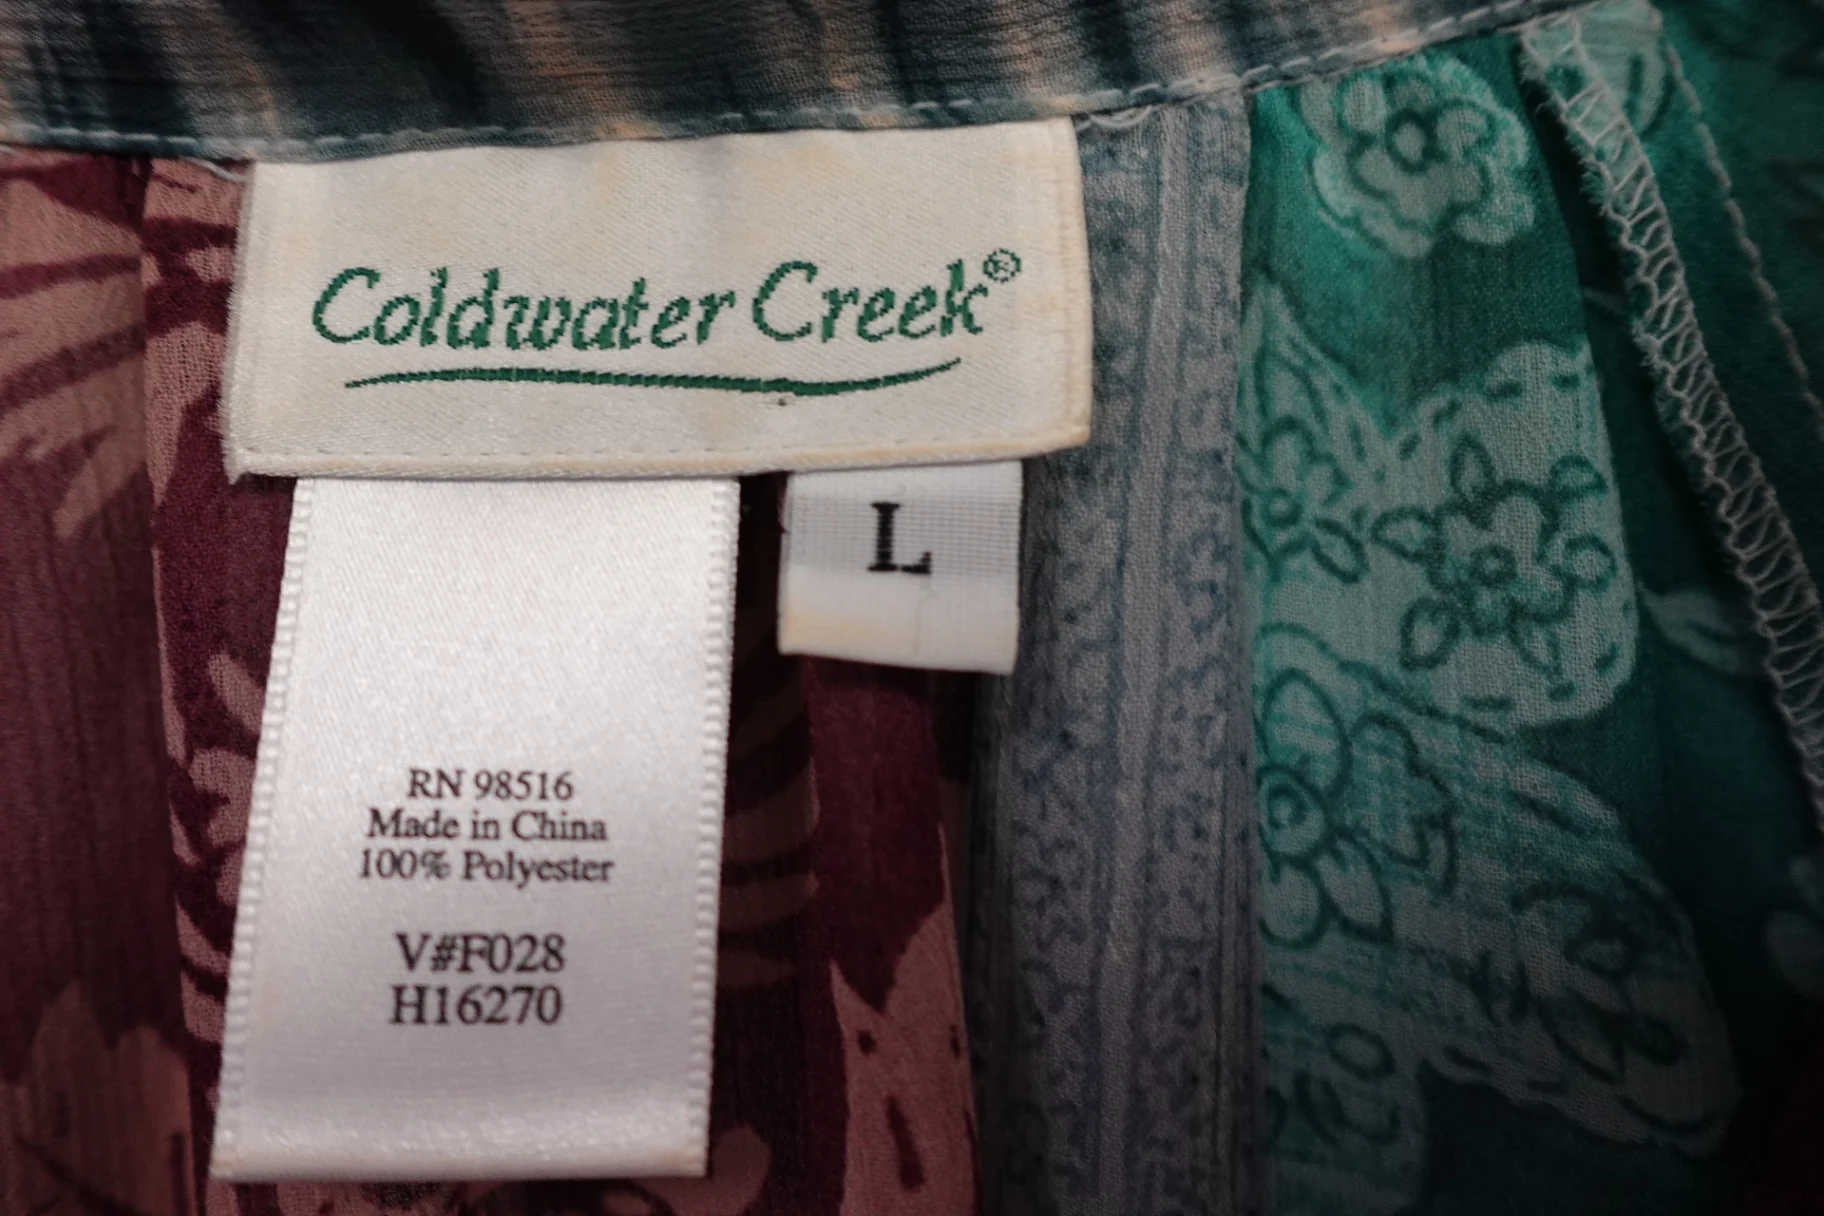 Coldwater Creek®
L
RN 98516
Made in China
100% Polyester
V#F028
H16270